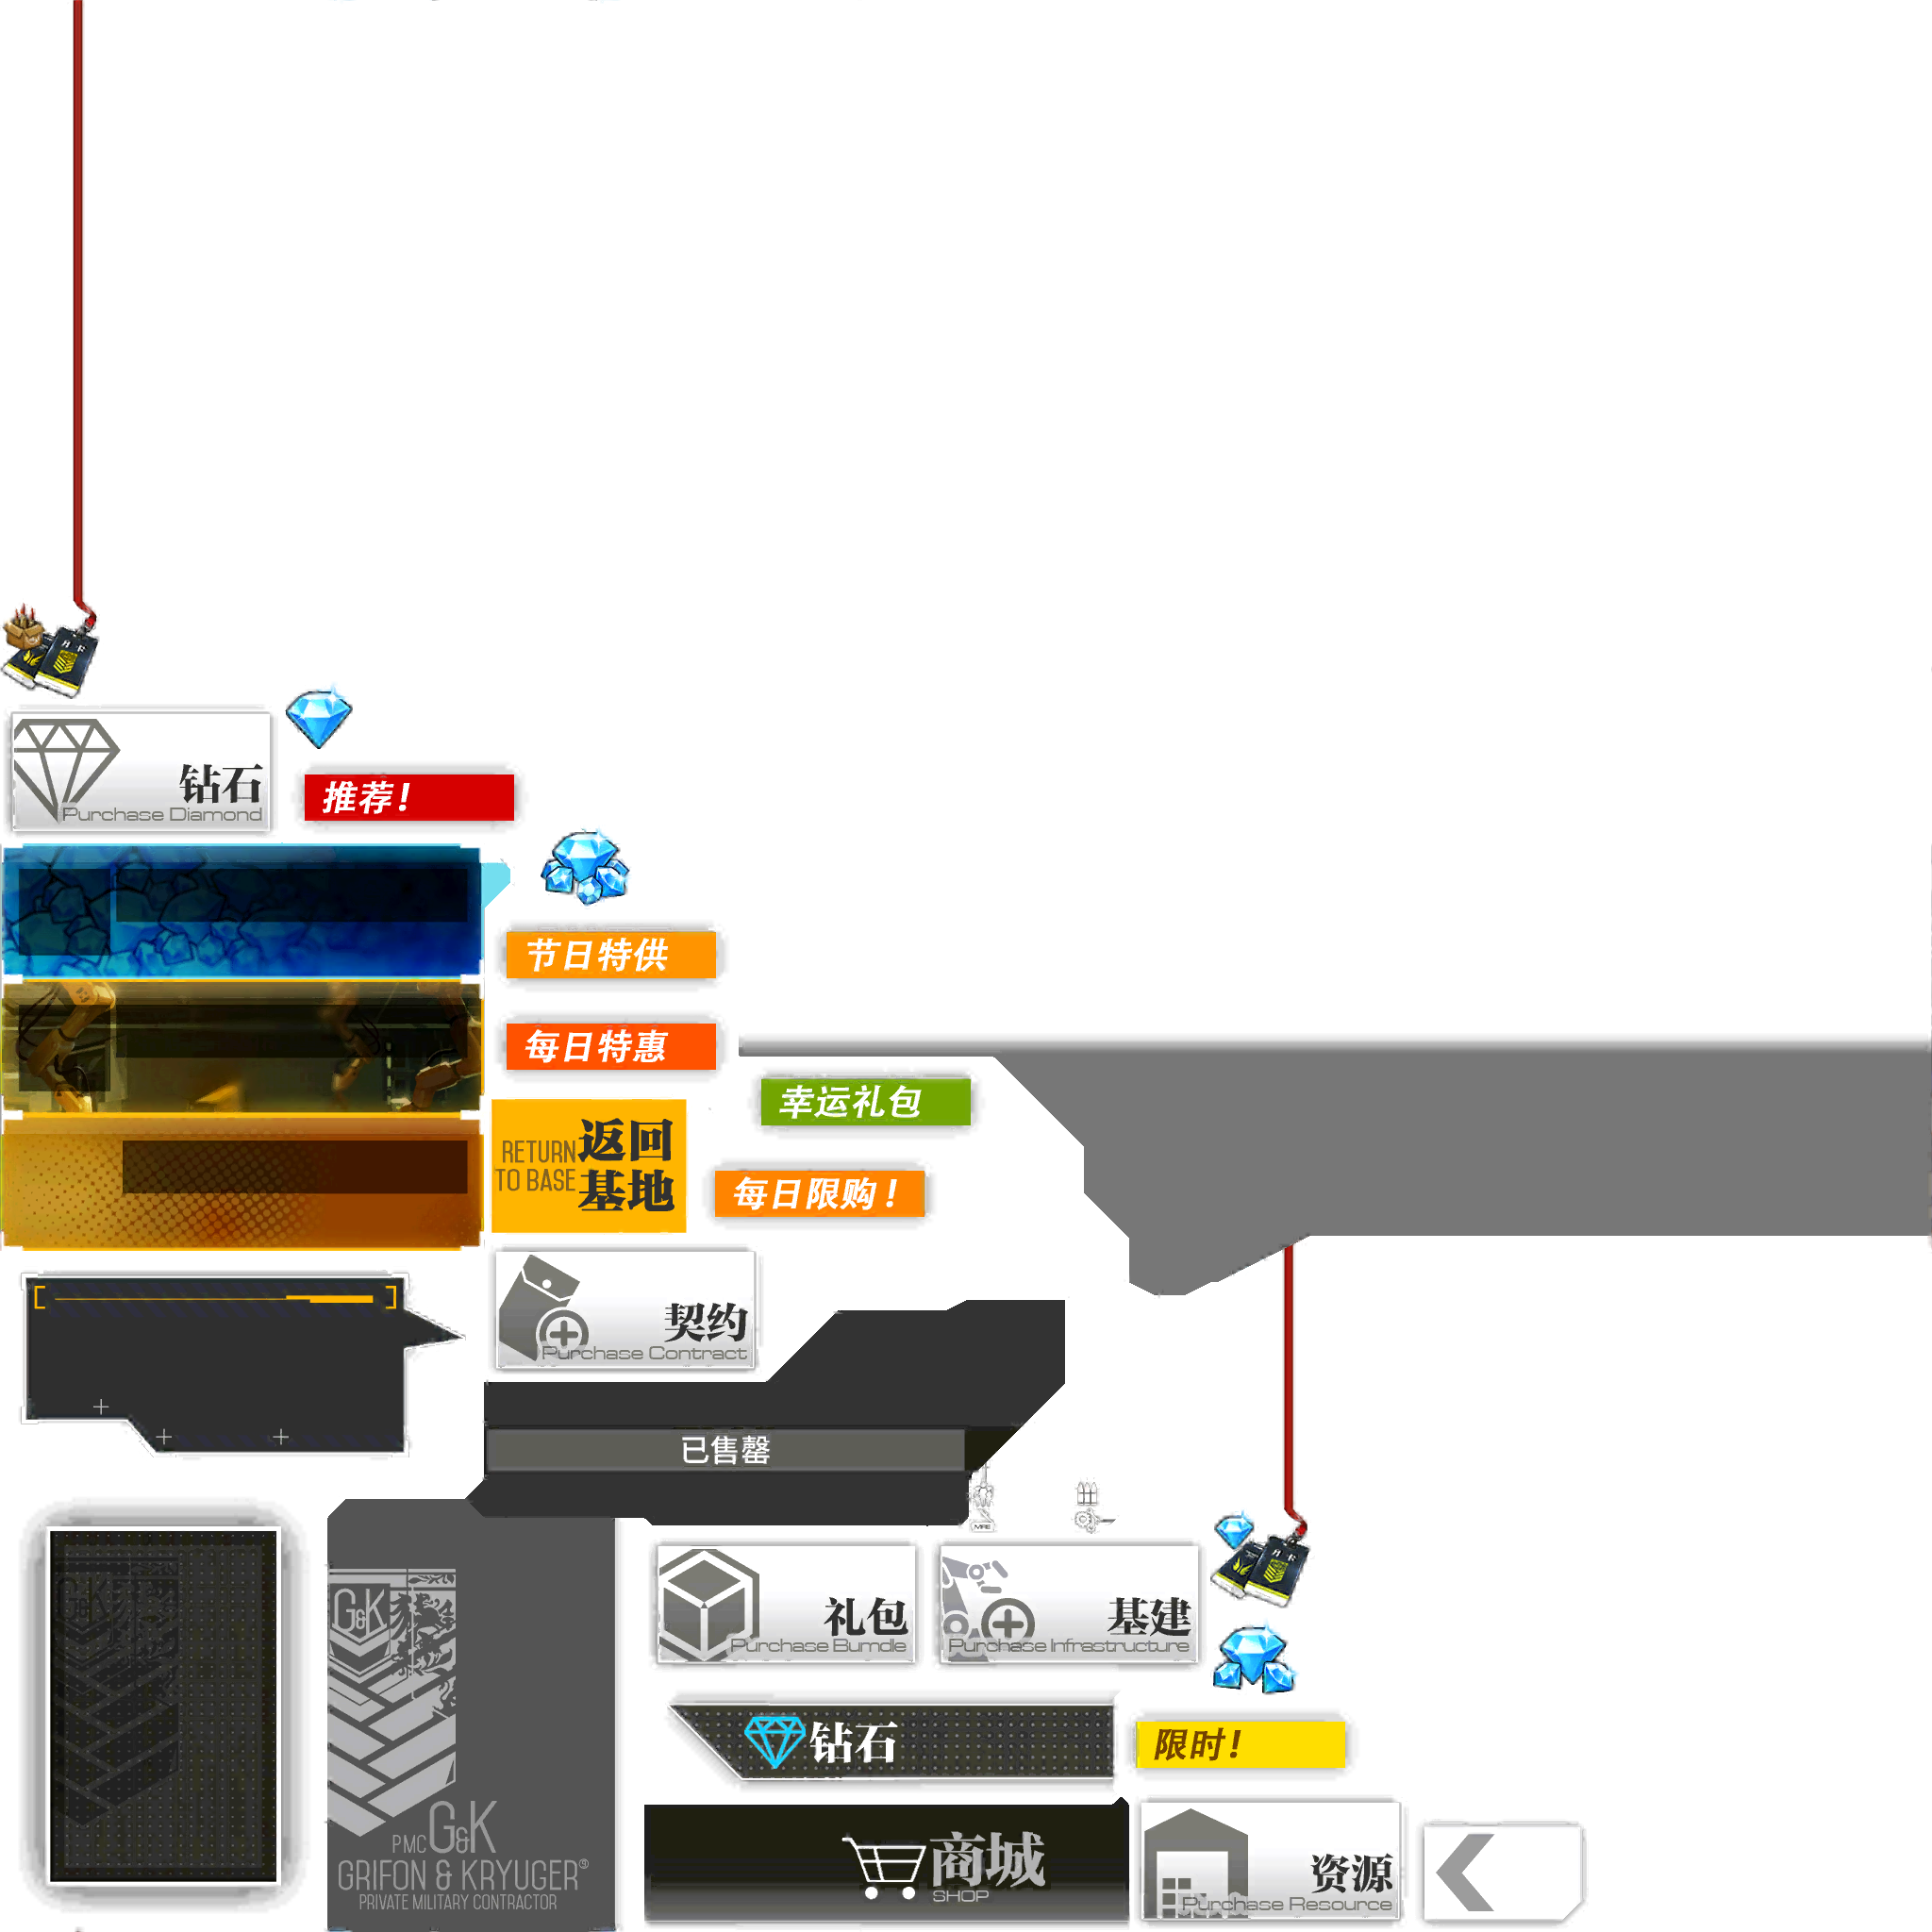 钻石
Purchase Diamond
推荐!
节日特供
每日特惠
幸运礼包
RETURN
TO BASE
返回
基地
每日限购!
契约
Purchase Contract
已售罄
MRE
G&K
G&K
礼包
Purchase Bumdle
基建
Purchase Infrastructure
钻石
限时!
PMC G&K
GRIFON & KRYUGER
PRIVATE MILITARY CONTRACTOR
商城
SHOP
资源
Purchase Resource